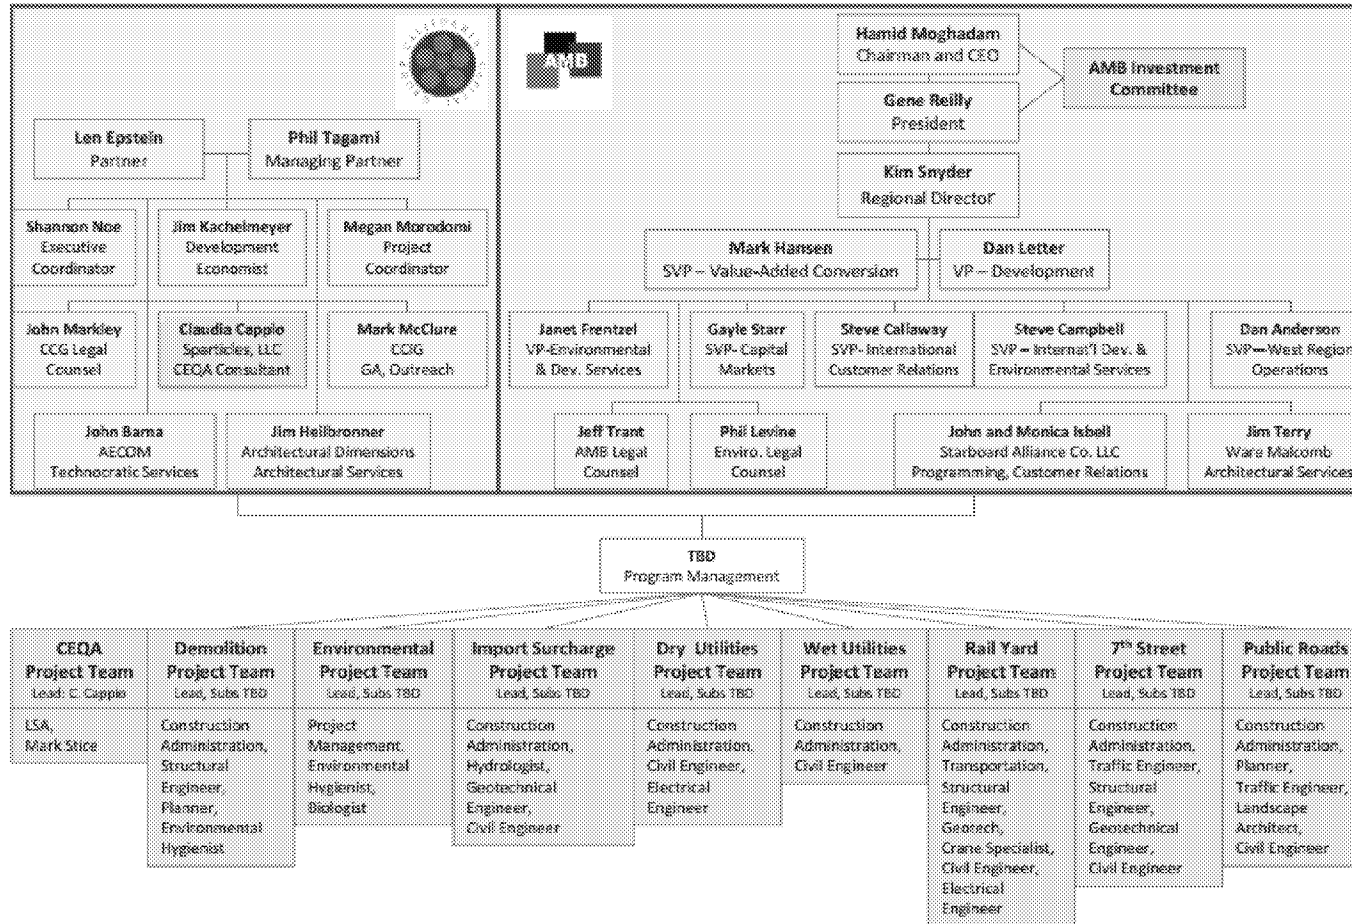 AMB
Hamid Moghadam
Chairman and CEO
AMB Investment
Committee
Gene Reilly
President
Len Epstein
Partner
Phil Tagami
Managing Partner
Kim Snyder
Regional Director
Shannon Noe
Executive
Coordinator
Jim Kachelmeyer
Development
Economist
Megan Morodomi
Project
Coordinator
Mark Hansen
SVP – Value-Added Conversion
Dan Letter
VP – Development
John Markley
CCG Legal
Counsel
Claudia Cappio
Sparticles, LLC
CEQA Consultant
Mark McClure
CCIG
GA, Outreach
Janet Frentzel
VP-Environmental
& Dev. Services
Gayle Starr
SVP- Capital
Markets
Steve Callaway
SVP- International
Customer Relations
Steve Campbell
SVP – Internat'l Dev. &
Environmental Services
Dan Anderson
SVP—West Region
Operations
John Barna
AECOM
Technocratic Services
Jim Heilbronner
Architectural Dimensions
Architectural Services
Jeff Trant
AMB Legal
Counsel
Phil Levine
Enviro. Legal
Counsel
John and Monica Isbell
Starboard Alliance Co. LLC
Programming, Customer Relations
Jim Terry
Ware Malcomb
Architectural Services
TBD
Program Management
CEQA
Project Team
Lead: C. Cappio
LSA,
Mark Stice
Demolition
Project Team
Lead, Subs TBD
Construction
Administration,
Structural
Engineer,
Planner,
Environmental
Hygienist
Environmental
Project Team
Lead, Subs TBD
Project
Management,
Environmental
Hygienist,
Biologist
Import Surcharge
Project Team
Lead, Subs TBD
Construction
Administration,
Hydrologist,
Geotechnical
Engineer,
Civil Engineer
Dry Utilities
Project Team
Lead, Subs TBD
Construction
Administration,
Civil Engineer,
Electrical
Engineer
Wet Utilities
Project Team
Lead, Subs TBD
Construction
Administration,
Civil Engineer
Rail Yard
Project Team
Lead, Subs TBD
Construction
Administration,
Transportation,
Structural
Engineer,
Geotech,
Crane Specialist,
Civil Engineer,
Electrical
Engineer
7th Street
Project Team
Lead, Subs TBD
Construction
Administration,
Traffic Engineer,
Structural
Engineer,
Geotechnical
Engineer,
Civil Engineer
Public Roads
Project Team
Lead, Subs TBD
Construction
Administration,
Planner,
Traffic Engineer,
Landscape
Architect,
Civil Engineer